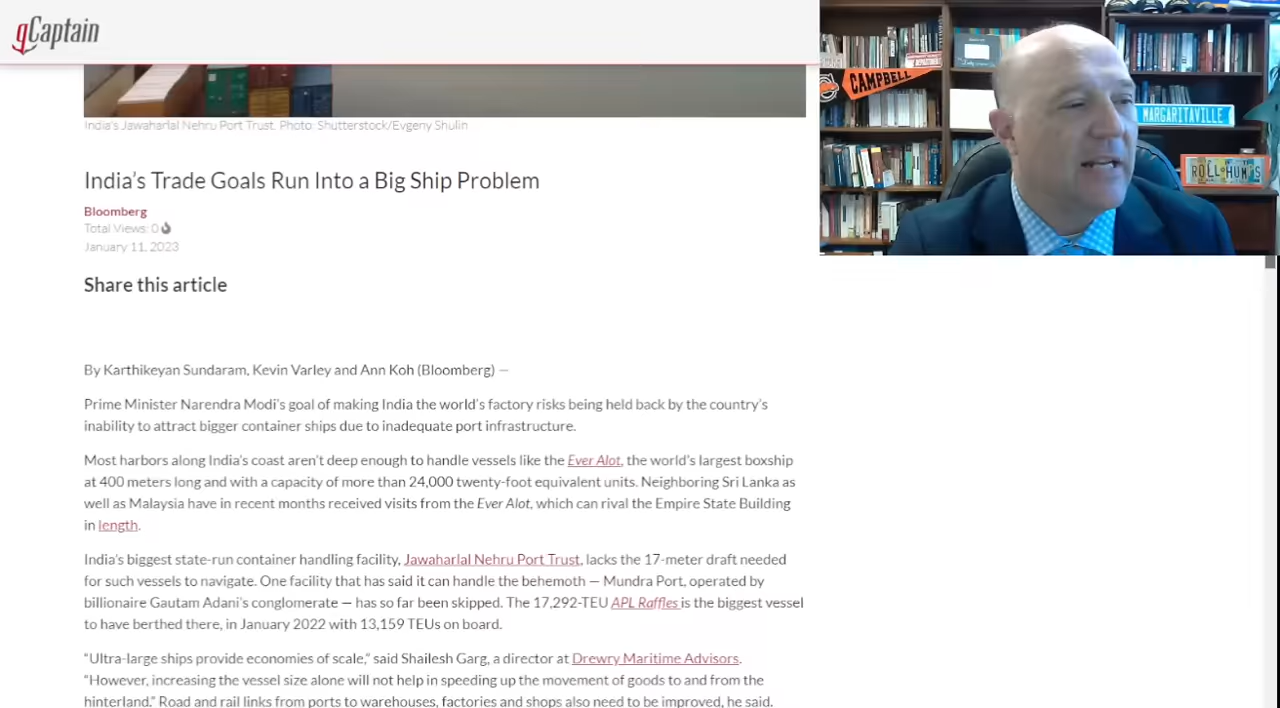 gCaptain
India's Jawaharlal Nehru Port Trust. Photo: Shutterstock/Evgeny Shulin
India's Trade Goals Run Into a Big Ship Problem
Bloomberg
Total Views: 0
January 11, 2023
Share this article
By Karthikeyan Sundaram, Kevin Varley and Ann Koh (Bloomberg) —
Prime Minister Narendra Modi's goal of making India the world's factory risks being held back by the country's
inability to attract bigger container ships due to inadequate port infrastructure.
Most harbors along India's coast aren't deep enough to handle vessels like the Ever Alot, the world's largest boxship
at 400 meters long and with a capacity of more than 24,000 twenty-foot equivalent units. Neighboring Sri Lanka as
well as Malaysia have in recent months received visits from the Ever Alot, which can rival the Empire State Building
in length.
India's biggest state-run container handling facility, Jawaharlal Nehru Port Trust, lacks the 17-meter draft needed
for such vessels to navigate. One facility that has said it can handle the behemoth — Mundra Port, operated by
billionaire Gautam Adani's conglomerate — has so far been skipped. The 17,292-TEU APL Raffles is the biggest vessel
to have berthed there, in January 2022 with 13,159 TEUs on board.
“Ultra-large ships provide economies of scale,” said Shailesh Garg, a director at Drewry Maritime Advisors.
“However, increasing the vessel size alone will not help in speeding up the movement of goods to and from the
hinterland.” Road and rail links from ports to warehouses, factories and shops also need to be improved, he said.
CAMPBELL
MARGARITAVILLE
ROLL HUMPS